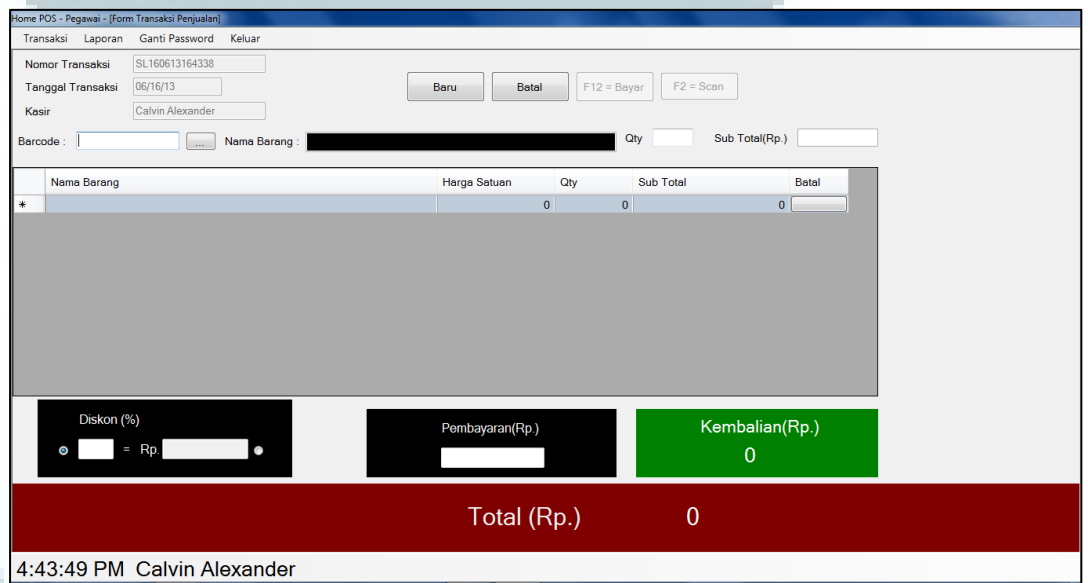 Home POS - Pegawai - [Form Transaksi Penjualan]
Transaksi Laporan Ganti Password Keluar
Nomor Transaksi SL160613164338
Tanggal Transaksi 06/16/13
Baru Batal F12 = Bayar F2 = Scan
Kasir Calvin Alexander
Barcode : ... Nama Barang : Qty Sub Total(Rp.)
Nama Barang Harga Satuan Qty Sub Total Batal
* 0 0 0
Diskon (%)
= Rp.
Pembayaran(Rp.)
Kembalian(Rp.)
0
Total (Rp.) 0
4:43:49 PM Calvin Alexander